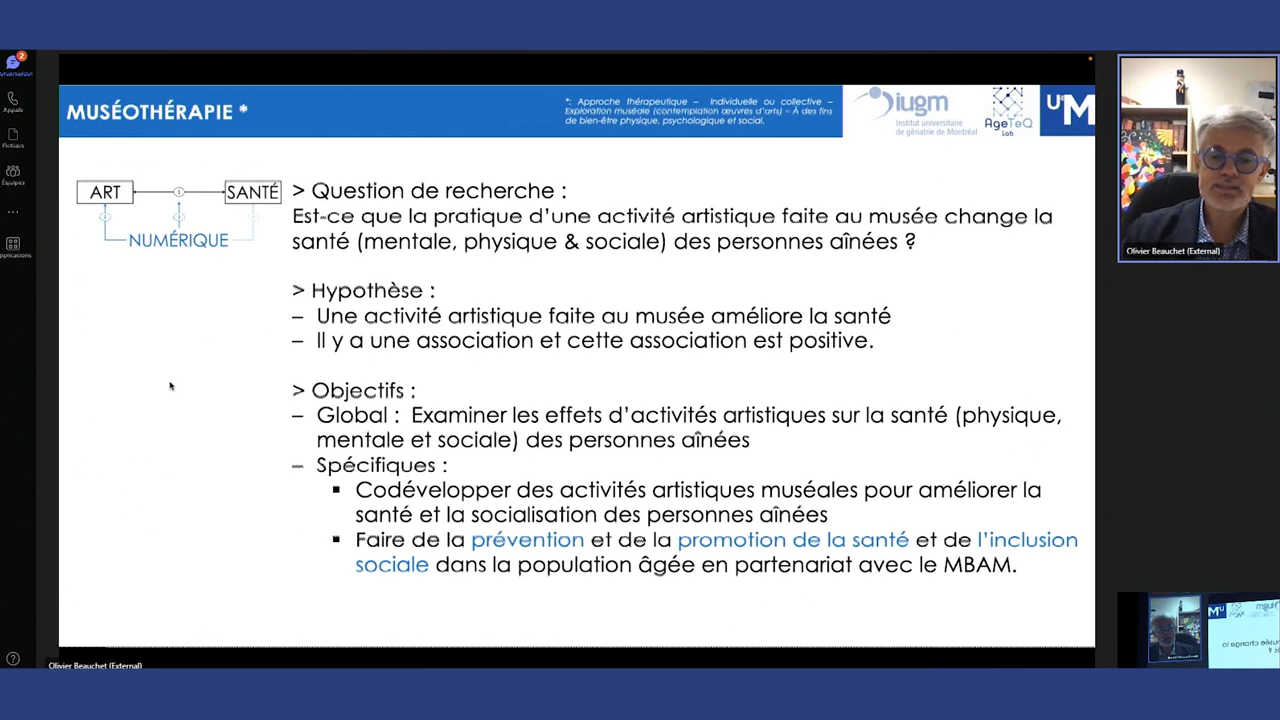 2
Appels
Fichiers
Équipes
MUSÉOTHÉRAPIE *
*: Approche thérapeutique – Individuelle ou collective –
Exploration muséale (contemplation œuvres d'arts) – À des fins
de bien-être physique, psychologique et social.
iugm
Institut universitaire
de gériatrie de Montréal
AgeTeQ
Lab
UM
ART
1
SANTÉ
NUMÉRIQUE
> Question de recherche :
Est-ce que la pratique d'une activité artistique faite au musée change la
santé (mentale, physique & sociale) des personnes aînées ?
> Hypothèse :
– Une activité artistique faite au musée améliore la santé
– Il y a une association et cette association est positive.
> Objectifs :
– Global : Examiner les effets d'activités artistiques sur la santé (physique,
mentale et sociale) des personnes aînées
– Spécifiques :
▪ Codévelopper des activités artistiques muséales pour améliorer la
santé et la socialisation des personnes aînées
▪ Faire de la prévention et de la promotion de la santé et de l'inclusion
sociale dans la population âgée en partenariat avec le MBAM.
Olivier Beauchet (External)
Olivier Beauchet (External)